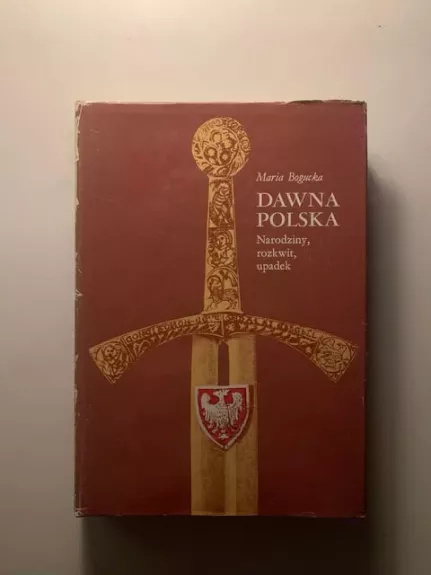 Maria Bogucka
DAWNA
POLSKA
Narodziny,
rozkwit,
upadek